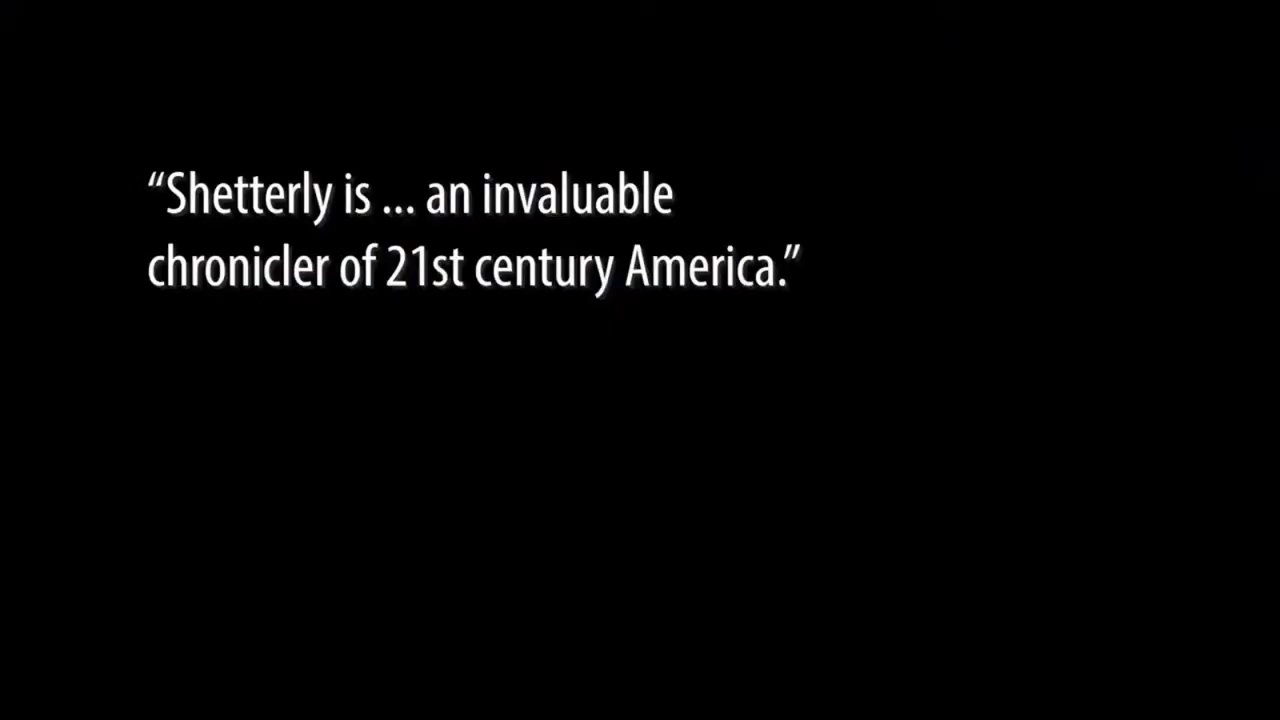 “Shetterly is ... an invaluable
chronicler of 21st century America.”